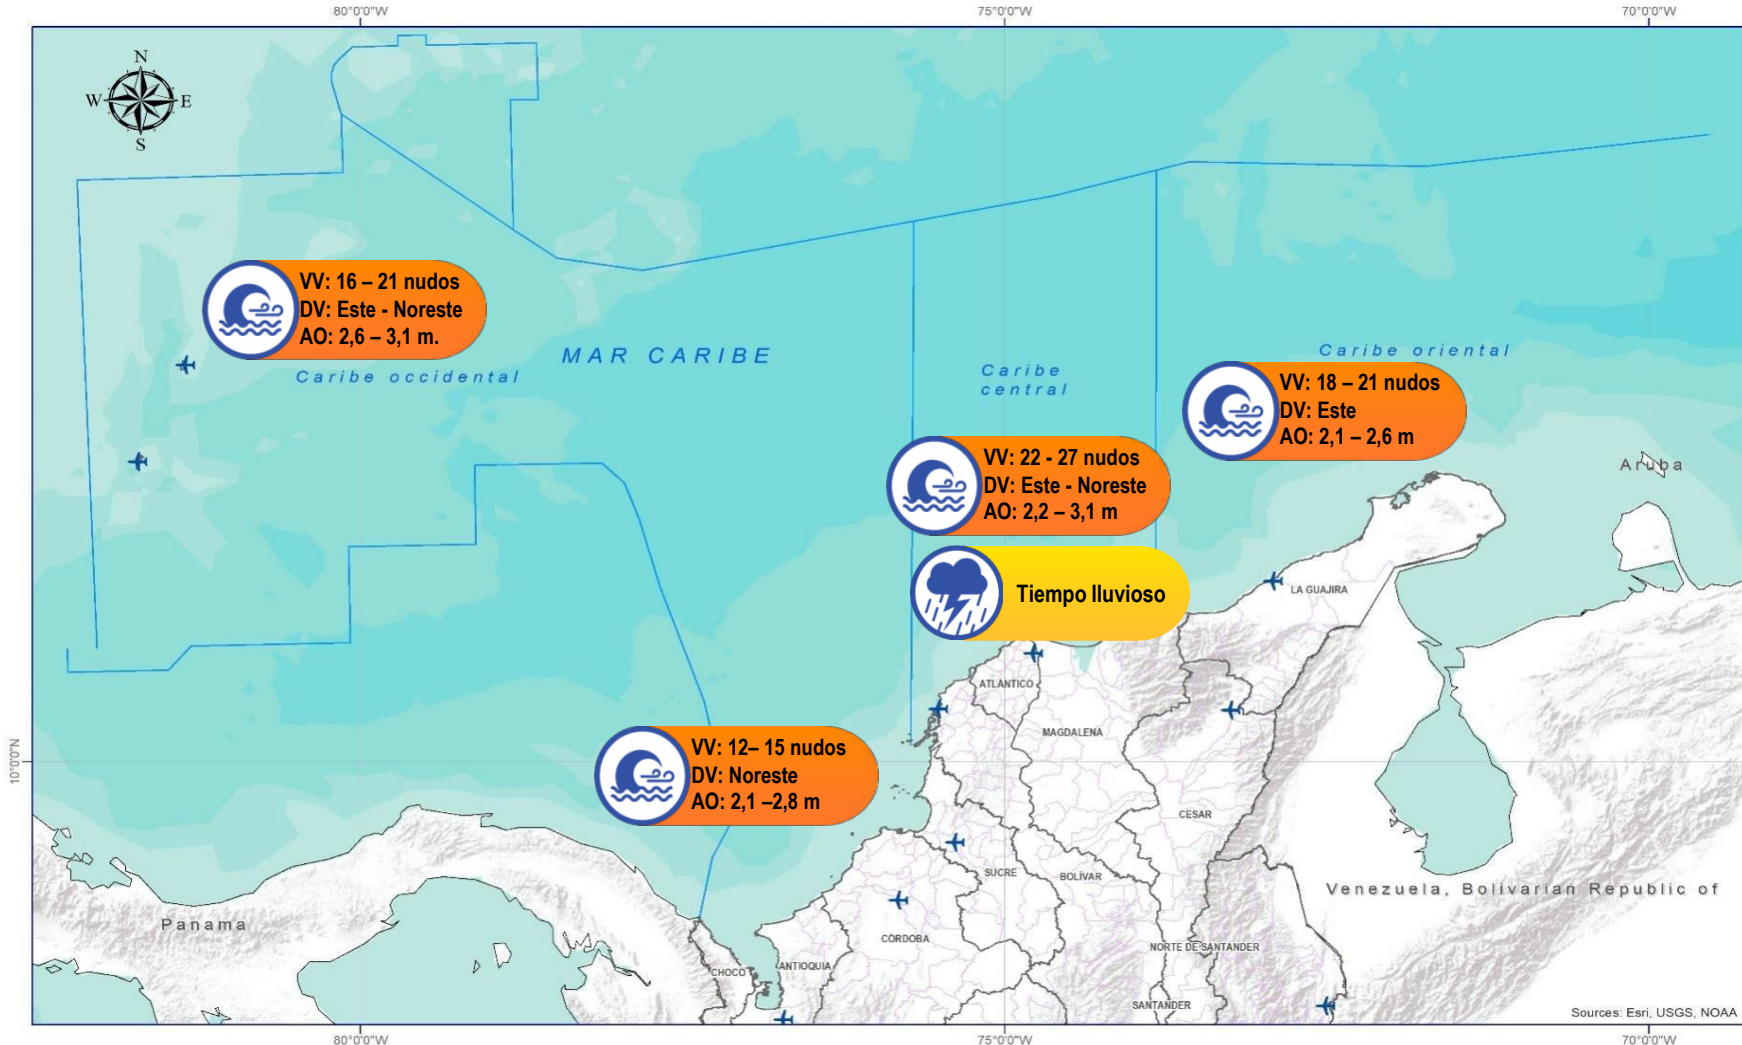 80°0'0"W
75°0'0"W
70°0'0"W
N
W
E
S
VV: 16 – 21 nudos
DV: Este - Noreste
AO: 2,6 – 3,1 m.
MAR CARIBE
Caribe occidental
Caribe
central
Caribe oriental
VV: 18 – 21 nudos
DV: Este
AO: 2,1 – 2,6 m
VV: 22 - 27 nudos
DV: Este - Noreste
AO: 2,2 – 3,1 m
Aruba
Tiempo lluvioso
LA GUAJIRA
ATLÁNTICO
MAGDALENA
10°0'0"N
VV: 12– 15 nudos
DV: Noreste
AO: 2,1 –2,8 m
CESAR
SUCRE
BOLÍVAR
Venezuela, Bolivarian Republic of
Panama
CÓRDOBA
NORTE DE SANTANDER
CHOCÓ
ANTIOQUIA
SANTANDER
Sources: Esri, USGS, NOAA
80°0'0"W
75°0'0"W
70°0'0"W